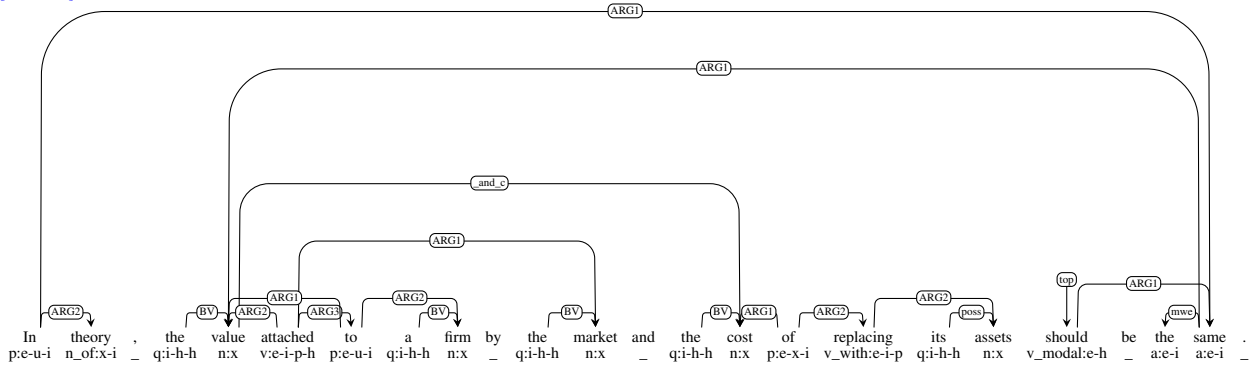 ARG1
ARG1
_and_c
ARG1
top
ARG1 ARG2 ARG2 ARG1
ARG2 BV ARG2 ARG3 BV BV BV ARG1 ARG2 poss mwe
In theory , the value attached to a firm by the market and the cost of replacing its assets should be the same .
p:e-u-i n_of:x-i _ q:i-h-h n:x v:e-i-p-h p:e-u-i q:i-h-h n:x _ q:i-h-h n:x _ q:i-h-h n:x p:e-x-i v_with:e-i-p q:i-h-h n:x v_modal:e-h _ a:e-i a:e-i _